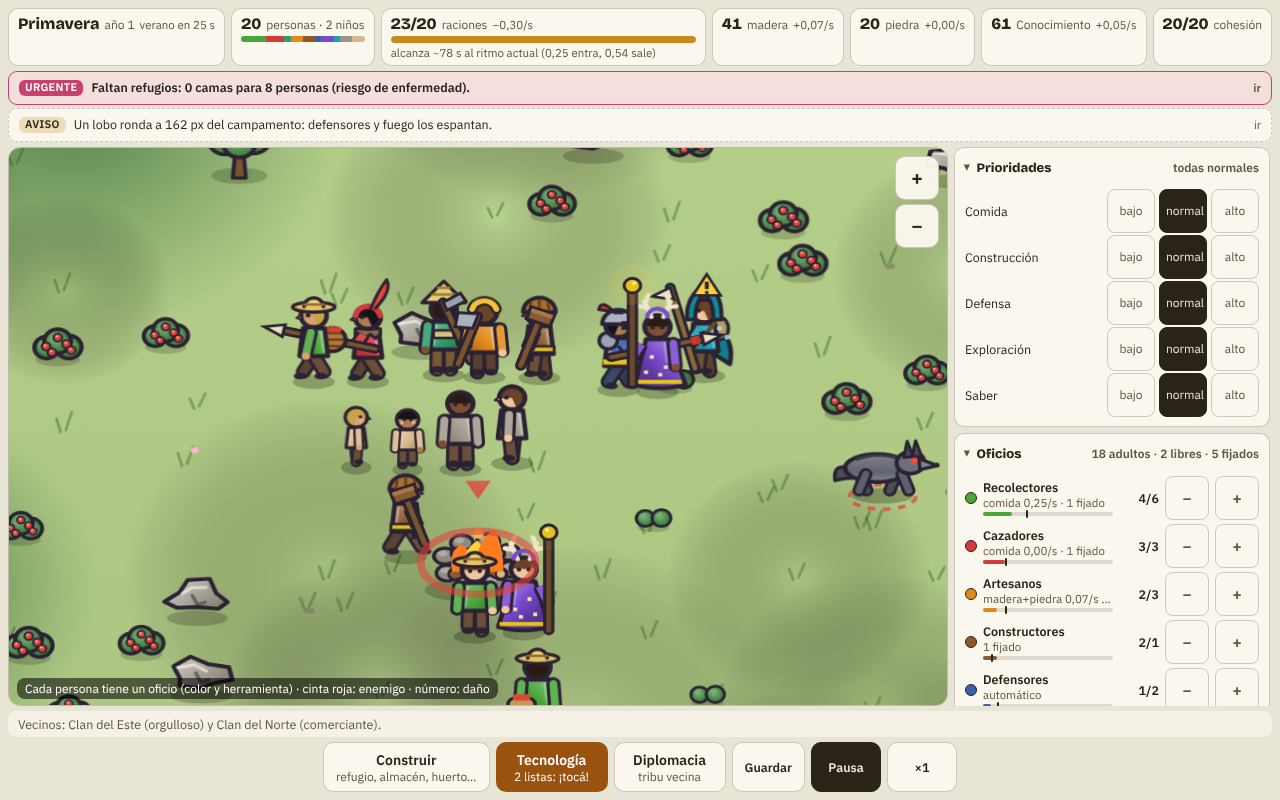 Primavera año 1 verano en 25 s
20 personas · 2 niños
23/20 raciones −0,30/s
alcanza ~78 s al ritmo actual (0,25 entra, 0,54 sale)
41 madera +0,07/s
20 piedra +0,00/s
61 Conocimiento +0,05/s
20/20 cohesión
URGENTE Faltan refugios: 0 camas para 8 personas (riesgo de enfermedad). ir
AVISO Un lobo ronda a 162 px del campamento: defensores y fuego los espantan. ir
+
−
Cada persona tiene un oficio (color y herramienta) · cinta roja: enemigo · número: daño
▼ Prioridades todas normales
Comida bajo normal alto
Construcción bajo normal alto
Defensa bajo normal alto
Exploración bajo normal alto
Saber bajo normal alto
▼ Oficios 18 adultos · 2 libres · 5 fijados
Recolectores 4/6 − +
comida 0,25/s · 1 fijado
Cazadores 3/3 − +
comida 0,00/s · 1 fijado
Artesanos 2/3 − +
madera+piedra 0,07/s ...
Constructores 2/1 − +
1 fijado
Defensores 1/2 − +
automático
Vecinos: Clan del Este (orgulloso) y Clan del Norte (comerciante).
Construir
refugio, almacén, huerto...
Tecnología
2 listas: ¡tocá!
Diplomacia
tribu vecina
Guardar
Pausa
×1